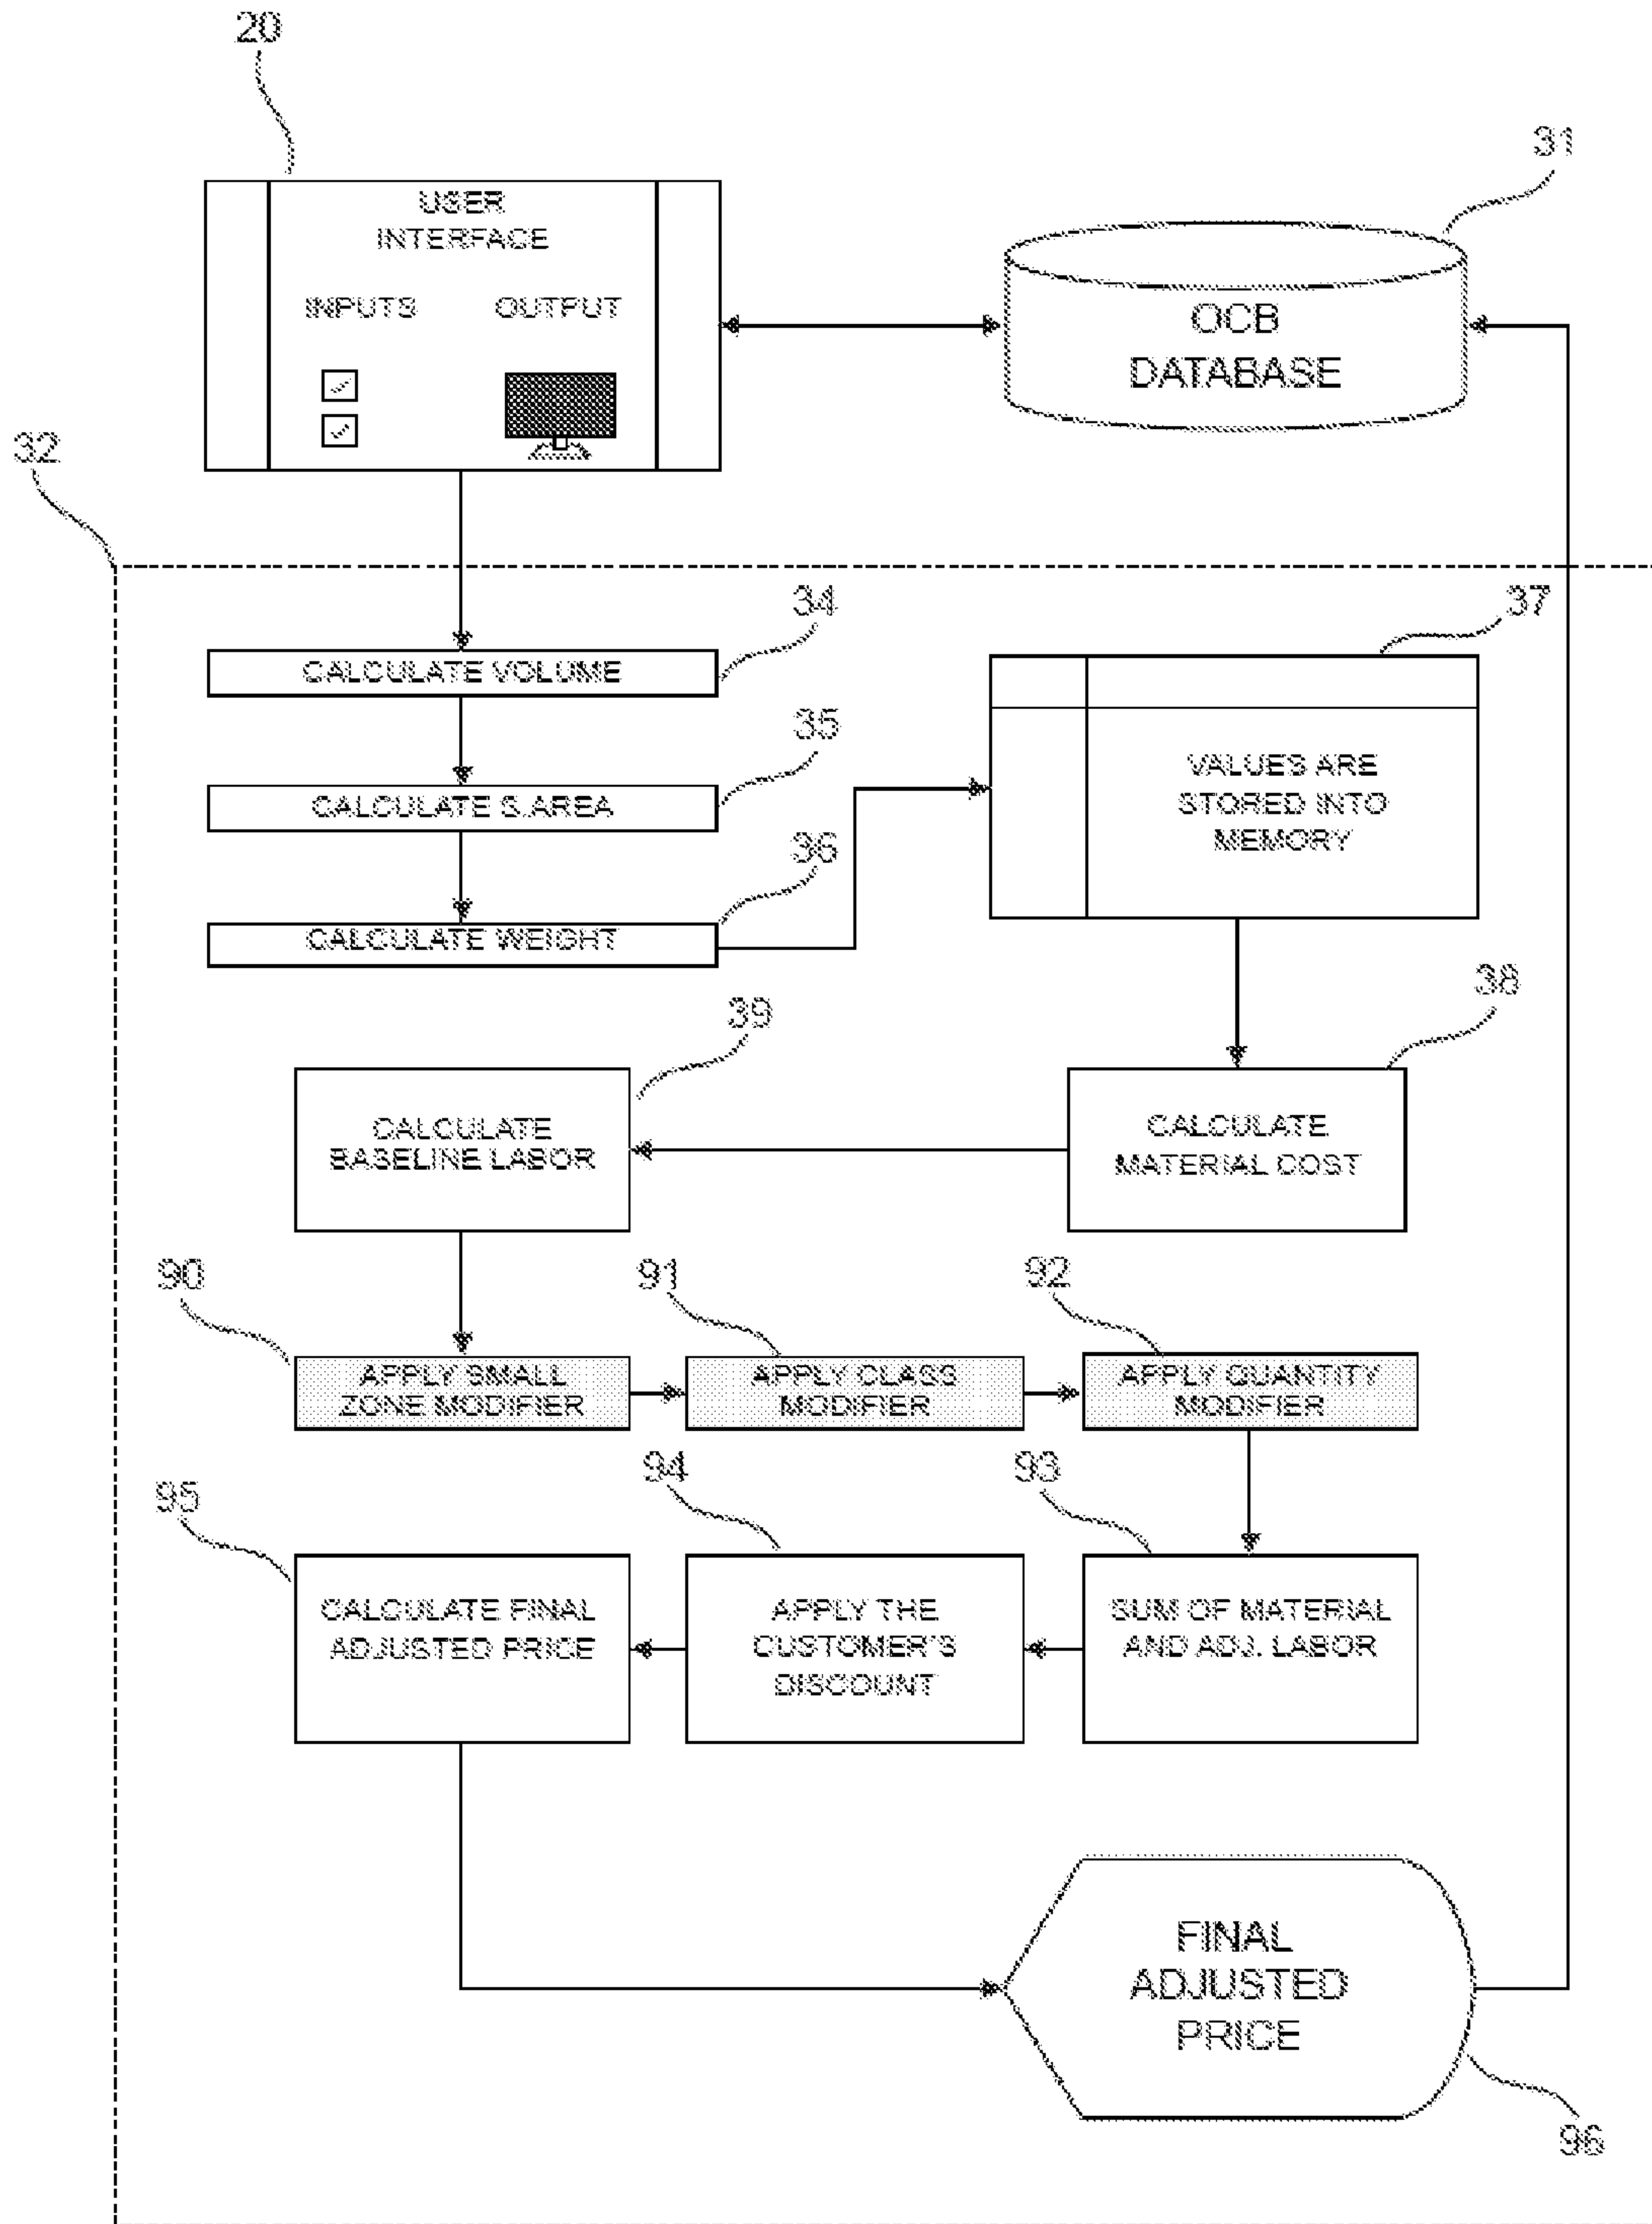 20
31
USER
INTERFACE
INPUTS
OUTPUT
OCB
DATABASE
32
34
37
CALCULATE VOLUME
35
CALCULATE S.AREA
VALUES ARE
STORED INTO
MEMORY
36
CALCULATE WEIGHT
38
39
CALCULATE
BASELINE LABOR
CALCULATE
MATERIAL COST
90
91
92
APPLY SMALL
ZONE MODIFIER
APPLY CLASS
MODIFIER
APPLY QUANTITY
MODIFIER
95
94
93
CALCULATE FINAL
ADJUSTED PRICE
APPLY THE
CUSTOMER'S
DISCOUNT
SUM OF MATERIAL
AND ADJ. LABOR
FINAL
ADJUSTED
PRICE
96